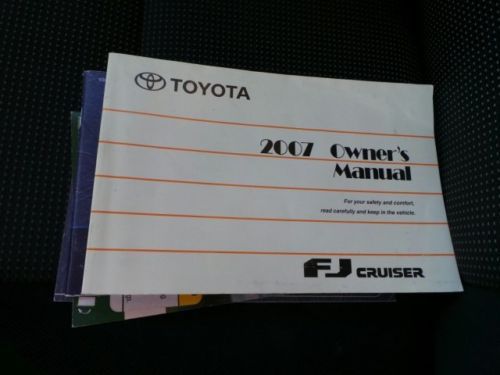 TOYOTA
2007 Owner's
Manual
For your safety and comfort,
read carefully and keep in the vehicle.
FJ CRUISER